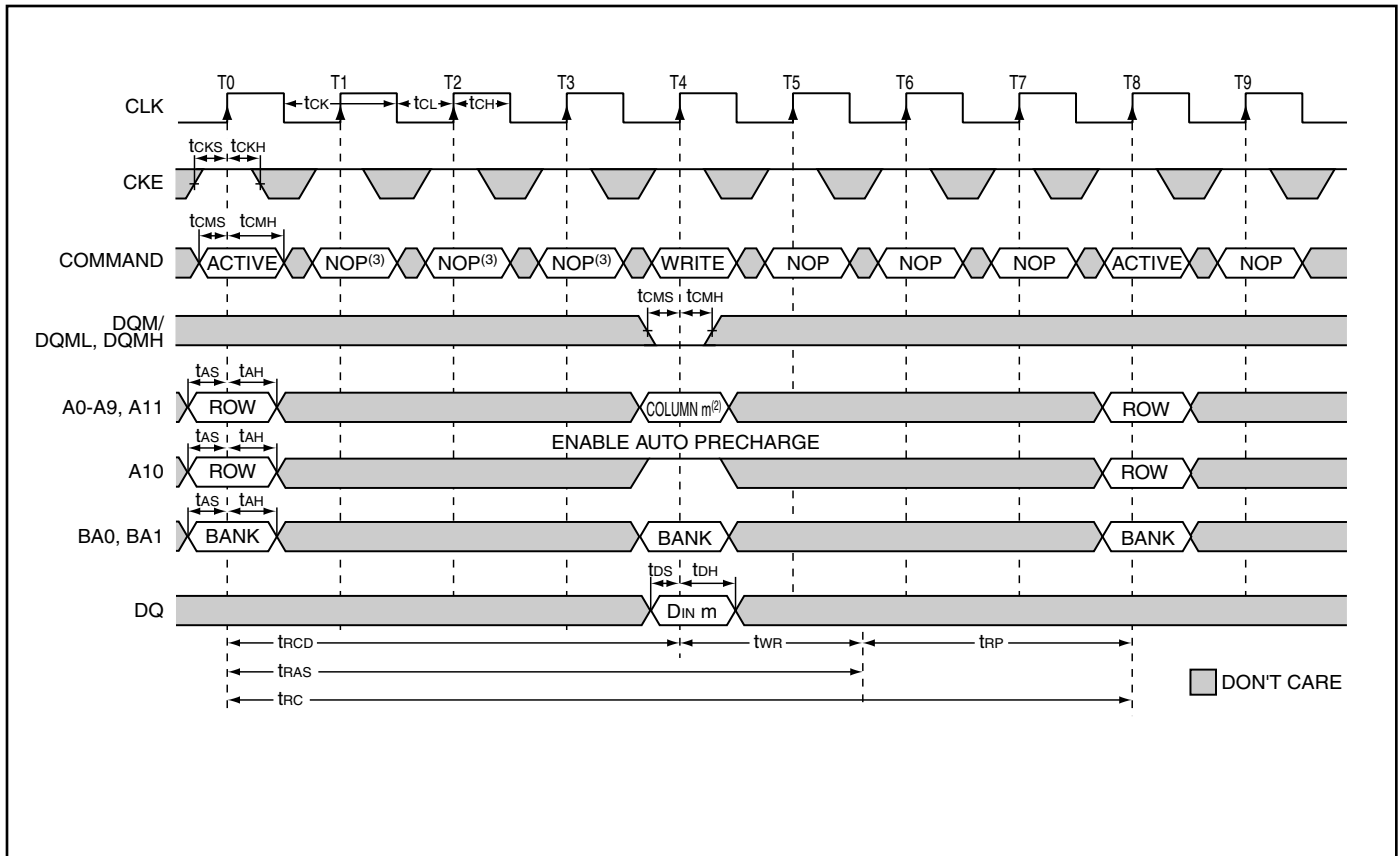 T0 T1 T2 T3 T4 T5 T6 T7 T8 T9
CLK tCK tCL tCH
tCKS tCKH
CKE
tCMS tCMH
COMMAND ACTIVE NOP(3) NOP(3) NOP(3) WRITE NOP NOP NOP ACTIVE NOP
tCMS tCMH
DQM/
DQML, DQMH
tAS tAH
A0-A9, A11 ROW COLUMN m(2) ROW
tAS tAH ENABLE AUTO PRECHARGE
A10 ROW ROW
tAS tAH
BA0, BA1 BANK BANK BANK
tDS tDH
DQ DIN m
tRCD tWR tRP
tRAS
DON'T CARE
tRC